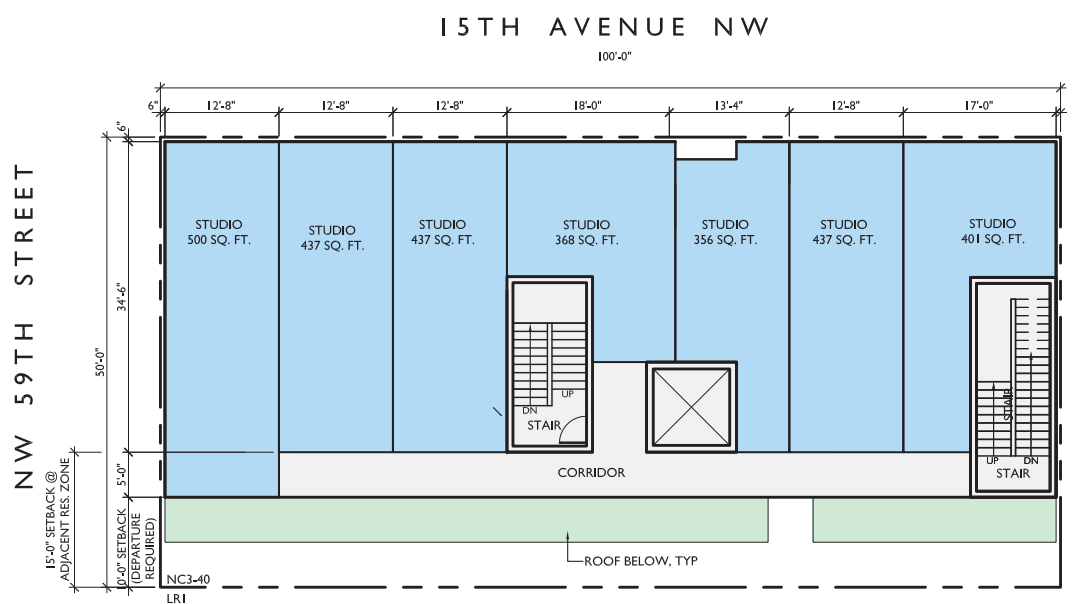 15TH AVENUE NW
100'-0"
6"
12'-8"
12'-8"
12'-8"
18'-0"
13'-4"
12'-8"
17'-0"
6"
34'-6"
50'-0"
5'-0"
NW 59TH STREET
STUDIO
500 SQ. FT.
STUDIO
437 SQ. FT.
STUDIO
437 SQ. FT.
STUDIO
368 SQ. FT.
STUDIO
356 SQ. FT.
STUDIO
437 SQ. FT.
STUDIO
401 SQ. FT.
UP
DN
STAIR
STAIR
UP
DN
STAIR
CORRIDOR
15'-0" SETBACK @
ADJACENT RES. ZONE
10'-0" SETBACK
(DEPARTURE
REQUIRED)
ROOF BELOW, TYP
NC3-40
LR1